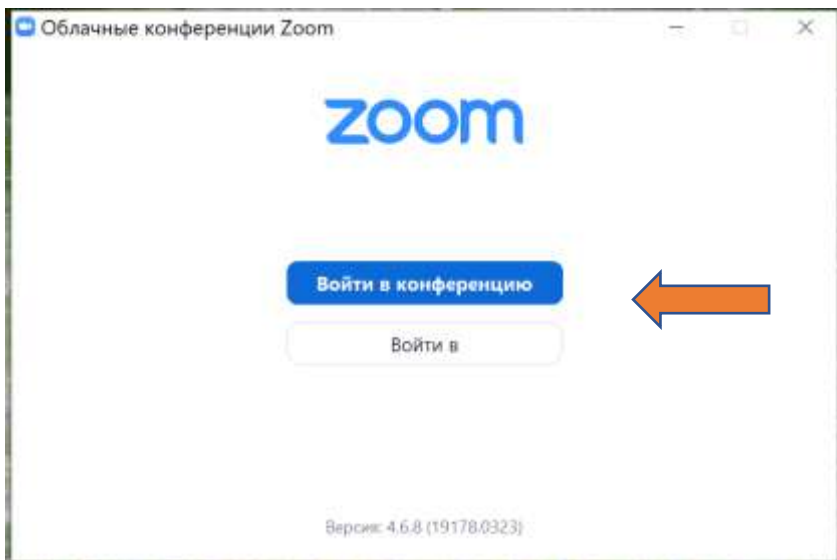 Облачные конференции Zoom
zoom
Войти в конференцию
Войти в
Версия: 4.6.8 (19178.0323)